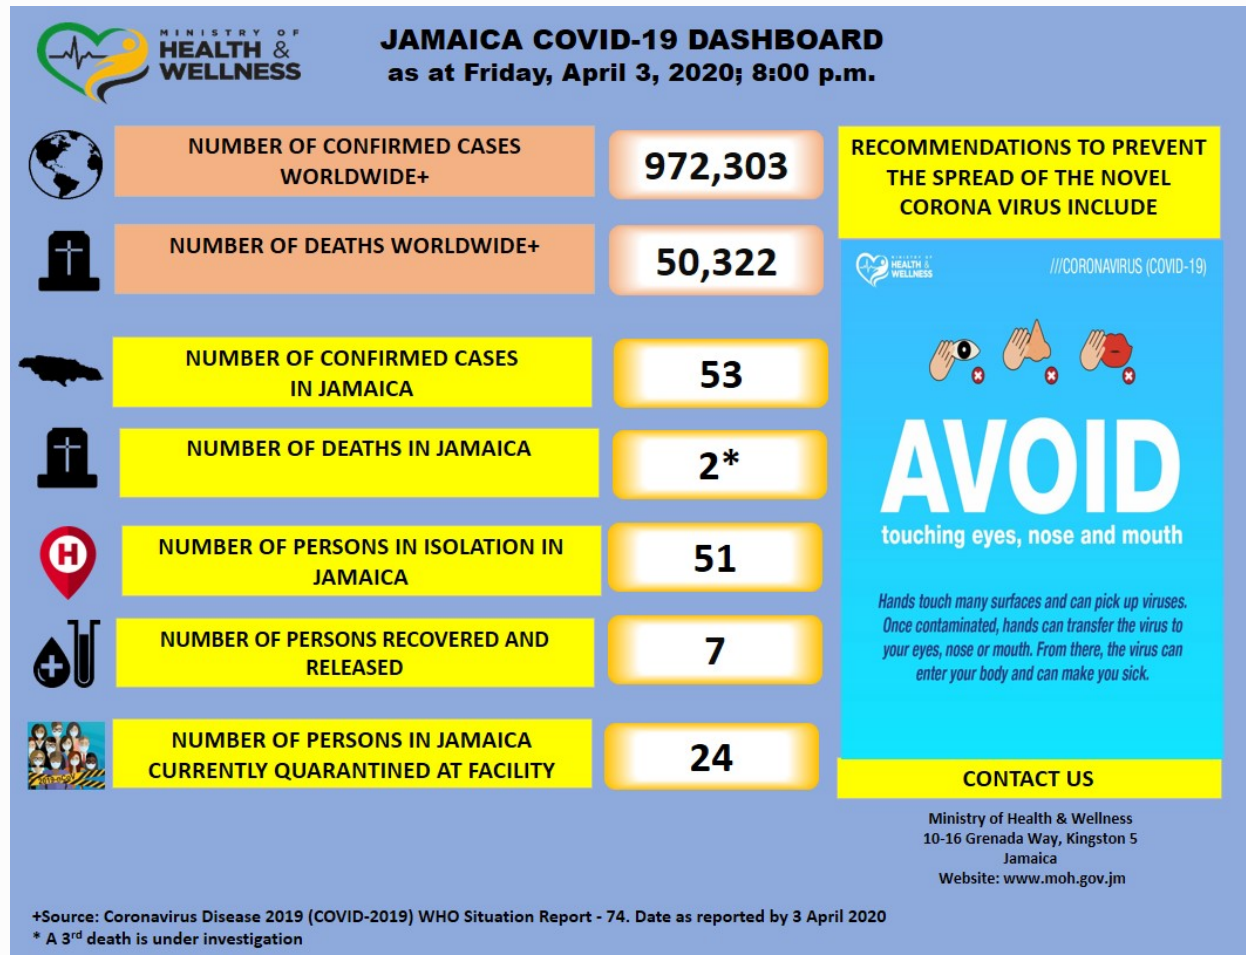 MINISTRY OF
HEALTH &
WELLNESS
JAMAICA COVID-19 DASHBOARD
as at Friday, April 3, 2020; 8:00 p.m.
NUMBER OF CONFIRMED CASES
WORLDWIDE+
972,303
NUMBER OF DEATHS WORLDWIDE+
50,322
NUMBER OF CONFIRMED CASES
IN JAMAICA
53
NUMBER OF DEATHS IN JAMAICA
2*
H
NUMBER OF PERSONS IN ISOLATION IN
JAMAICA
51
NUMBER OF PERSONS RECOVERED AND
RELEASED
7
NUMBER OF PERSONS IN JAMAICA
CURRENTLY QUARANTINED AT FACILITY
24
RECOMMENDATIONS TO PREVENT
THE SPREAD OF THE NOVEL
CORONA VIRUS INCLUDE
MINISTRY OF
HEALTH &
WELLNESS
///CORONAVIRUS (COVID-19)
AVOID
touching eyes, nose and mouth
Hands touch many surfaces and can pick up viruses.
Once contaminated, hands can transfer the virus to
your eyes, nose or mouth. From there, the virus can
enter your body and can make you sick.
CONTACT US
Ministry of Health & Wellness
10-16 Grenada Way, Kingston 5
Jamaica
Website: www.moh.gov.jm
+Source: Coronavirus Disease 2019 (COVID-2019) WHO Situation Report - 74. Date as reported by 3 April 2020
* A 3rd death is under investigation